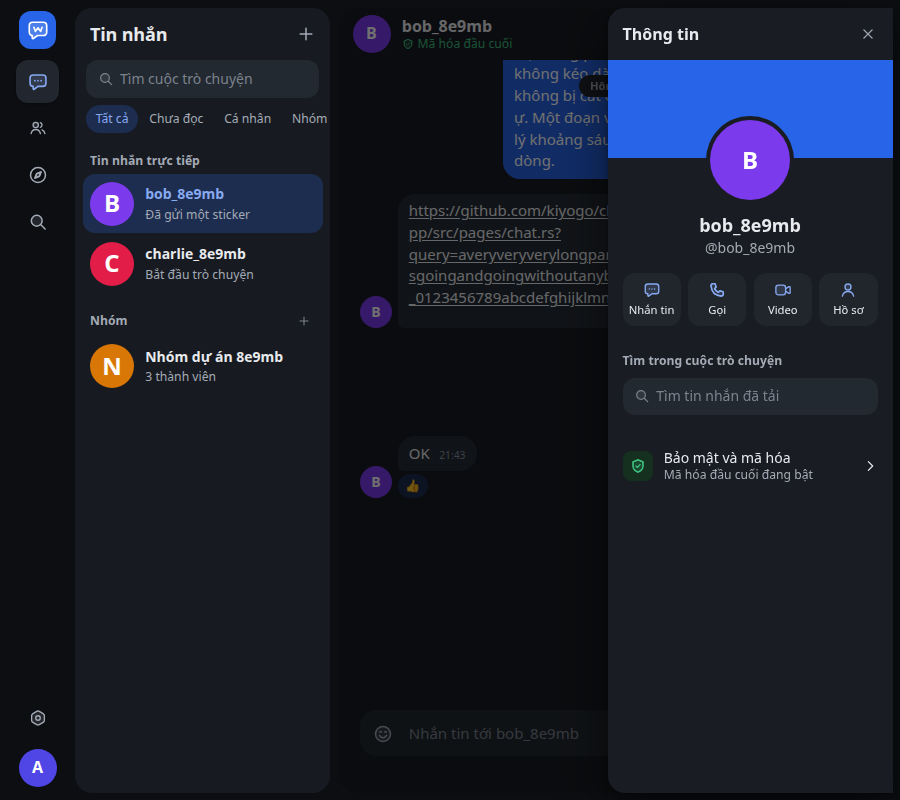 Tin nhắn
Tìm cuộc trò chuyện
Tất cả
Chưa đọc
Cá nhân
Nhóm
Tin nhắn trực tiếp
B
bob_8e9mb
Đã gửi một sticker
C
charlie_8e9mb
Bắt đầu trò chuyện
Nhóm
N
Nhóm dự án 8e9mb
3 thành viên
A
B
bob_8e9mb
Mã hóa đầu cuối
không kéo
không bị
ự. Một đoạn
lý khoảng
dòng.
https://github.com/kiyogo/
pp/src/pages/chat.rs?
query=averyveryverylongpar
sgoingandgoingwithoutany
_0123456789abcdefghijklm
B
OK 21:43
B
👍
Nhắn tin tới bob_8e9mb
Thông tin
B
bob_8e9mb
@bob_8e9mb
Nhắn tin
Gọi
Video
Hồ sơ
Tìm trong cuộc trò chuyện
Tìm tin nhắn đã tải
Bảo mật và mã hóa
Mã hóa đầu cuối đang bật